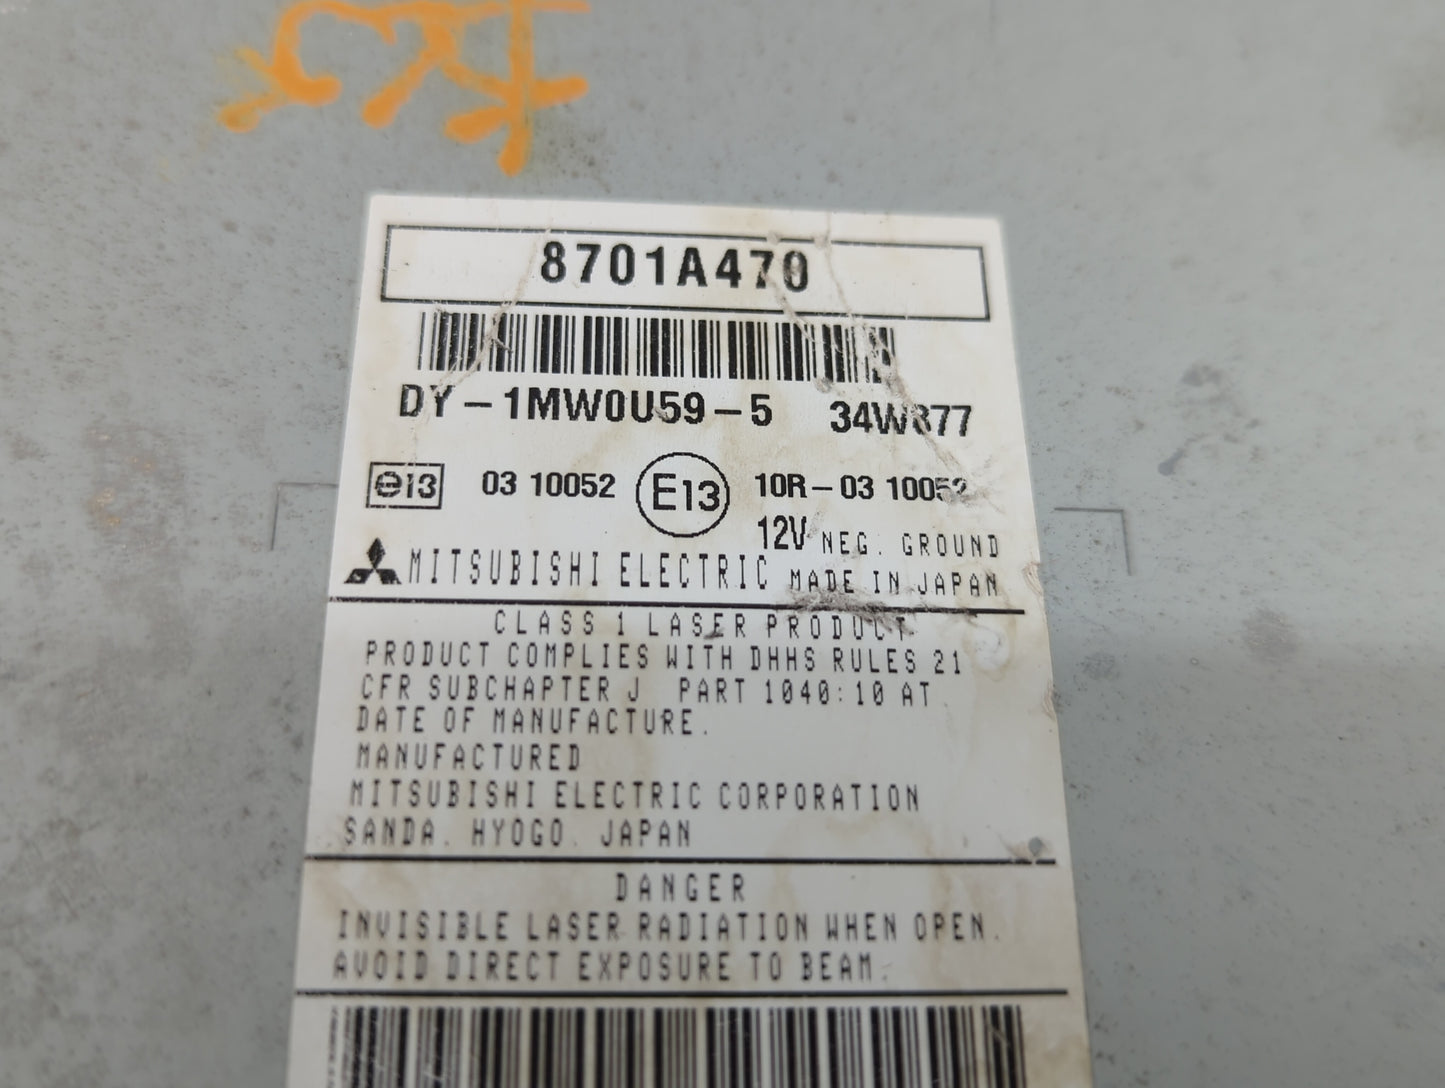 8701A470
DY-1MW0U59-5 34W877
e13 03 10052 E13 10R-03 10052
12V NEG. GROUND
MITSUBISHI ELECTRIC MADE IN JAPAN
CLASS 1 LASER PRODUCT
PRODUCT COMPLIES WITH DHHS RULES 21
CFR SUBCHAPTER J PART 1040:10 AT
DATE OF MANUFACTURE.
MANUFACTURED
MITSUBISHI ELECTRIC CORPORATION
SANDA. HYOGO. JAPAN
DANGER
INVISIBLE LASER RADIATION WHEN OPEN.
AVOID DIRECT EXPOSURE TO BEAM.